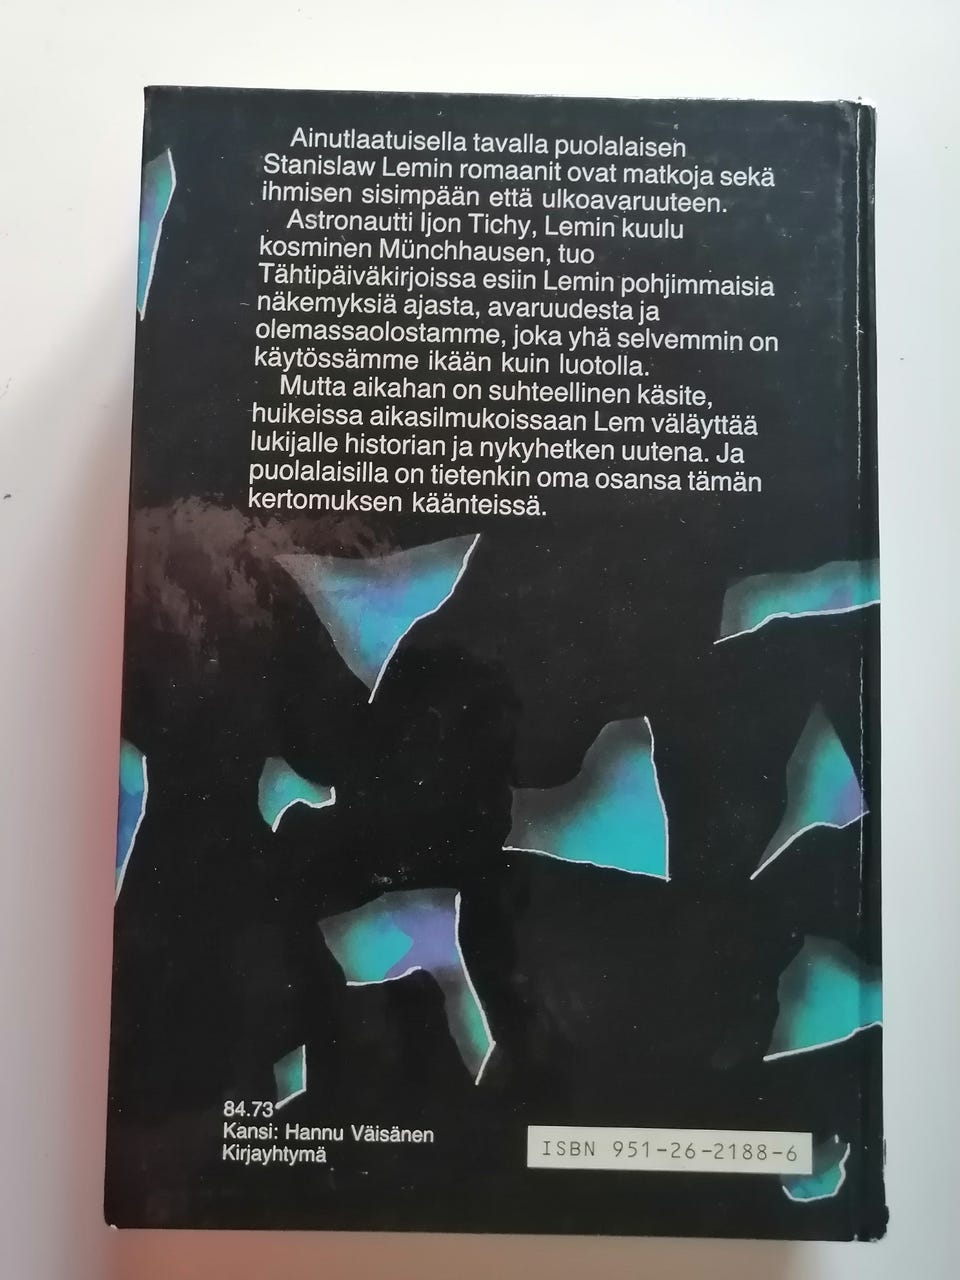 Ainutlaatuisella tavalla puolalaisen
Stanislaw Lemin romaanit ovat matkoja sekä
ihmisen sisimpään että ulkoavaruuteen.
Astronautti Ijon Tichy, Lemin kuulu
kosminen Münchhausen, tuo
Tähtipäiväkirjoissa esiin Lemin pohjimmaisia
näkemyksiä ajasta, avaruudesta ja
olemassaolostamme, joka yhä selvemmin on
käytössämme ikään kuin luotolla.
Mutta aikahan on suhteellinen käsite,
huikeissa aikasilmukoissaan Lem väläyttää
lukijalle historian ja nykyhetken uutena. Ja
puolalaisilla on tietenkin oma osansa tämän
kertomuksen käänteissä.
84.73
Kansi: Hannu Väisänen
Kirjayhtymä
ISBN 951-26-2188-6